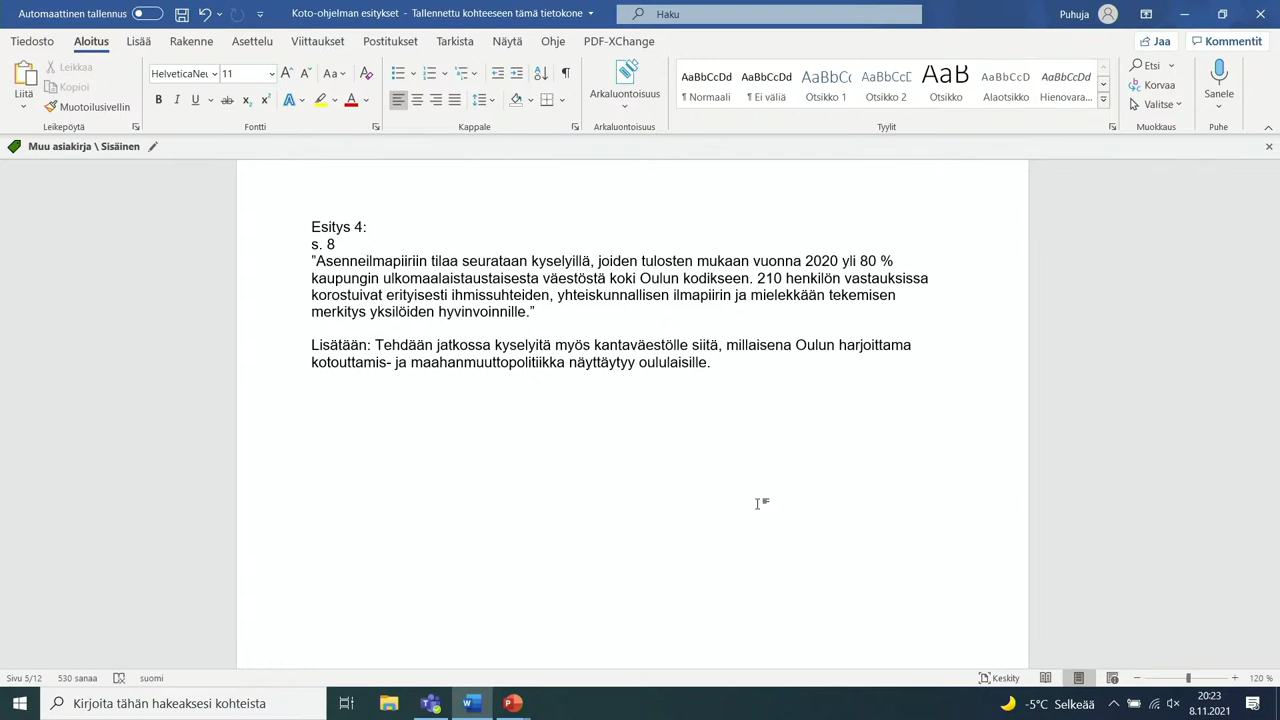 Automaattinen tallennus
Koto-ohjelman esitykset - Tallennettu kohteeseen tämä tietokone
Haku
Puhuja
Tiedosto Aloitus Lisää Rakenne Asettelu Viittaukset Postitukset Tarkista Näytä Ohje PDF-XChange
Jaa Kommentit
Liitä
Leikkaa
Kopioi
Muotoilusivellin
Leikepöytä
HelveticaNeu 11
Fontti
Kappale
Arkaluontoisuus
Arkaluontoisuus
AaBbCcDd AaBbCcDd AaBbCc AaBbCcD AaB AaBbCcD AaBbCcDd
¶ Normaali ¶ Ei väliä Otsikko 1 Otsikko 2 Otsikko Alaotsikko Hienovara...
Tyylit
Etsi
Korvaa
Valitse
Muokkaus
Sanele
Puhe
Muu asiakirja \ Sisäinen
Esitys 4:
s. 8
"Asenneilmapiiriin tilaa seurataan kyselyillä, joiden tulosten mukaan vuonna 2020 yli 80 %
kaupungin ulkomaalaistaustaisesta väestöstä koki Oulun kodikseen. 210 henkilön vastauksissa
korostuivat erityisesti ihmissuhteiden, yhteiskunnallisen ilmapiirin ja mielekkään tekemisen
merkitys yksilöiden hyvinvoinnille.”
Lisätään: Tehdään jatkossa kyselyitä myös kantaväestölle siitä, millaisena Oulun harjoittama
kotouttamis- ja maahanmuuttopolitiikka näyttäytyy oululaisille.
Sivu 5/12 530 sanaa suomi
Keskity
120 %
Kirjoita tähän hakeaksesi kohteista
-5°C Selkeää
20:23
8.11.2021